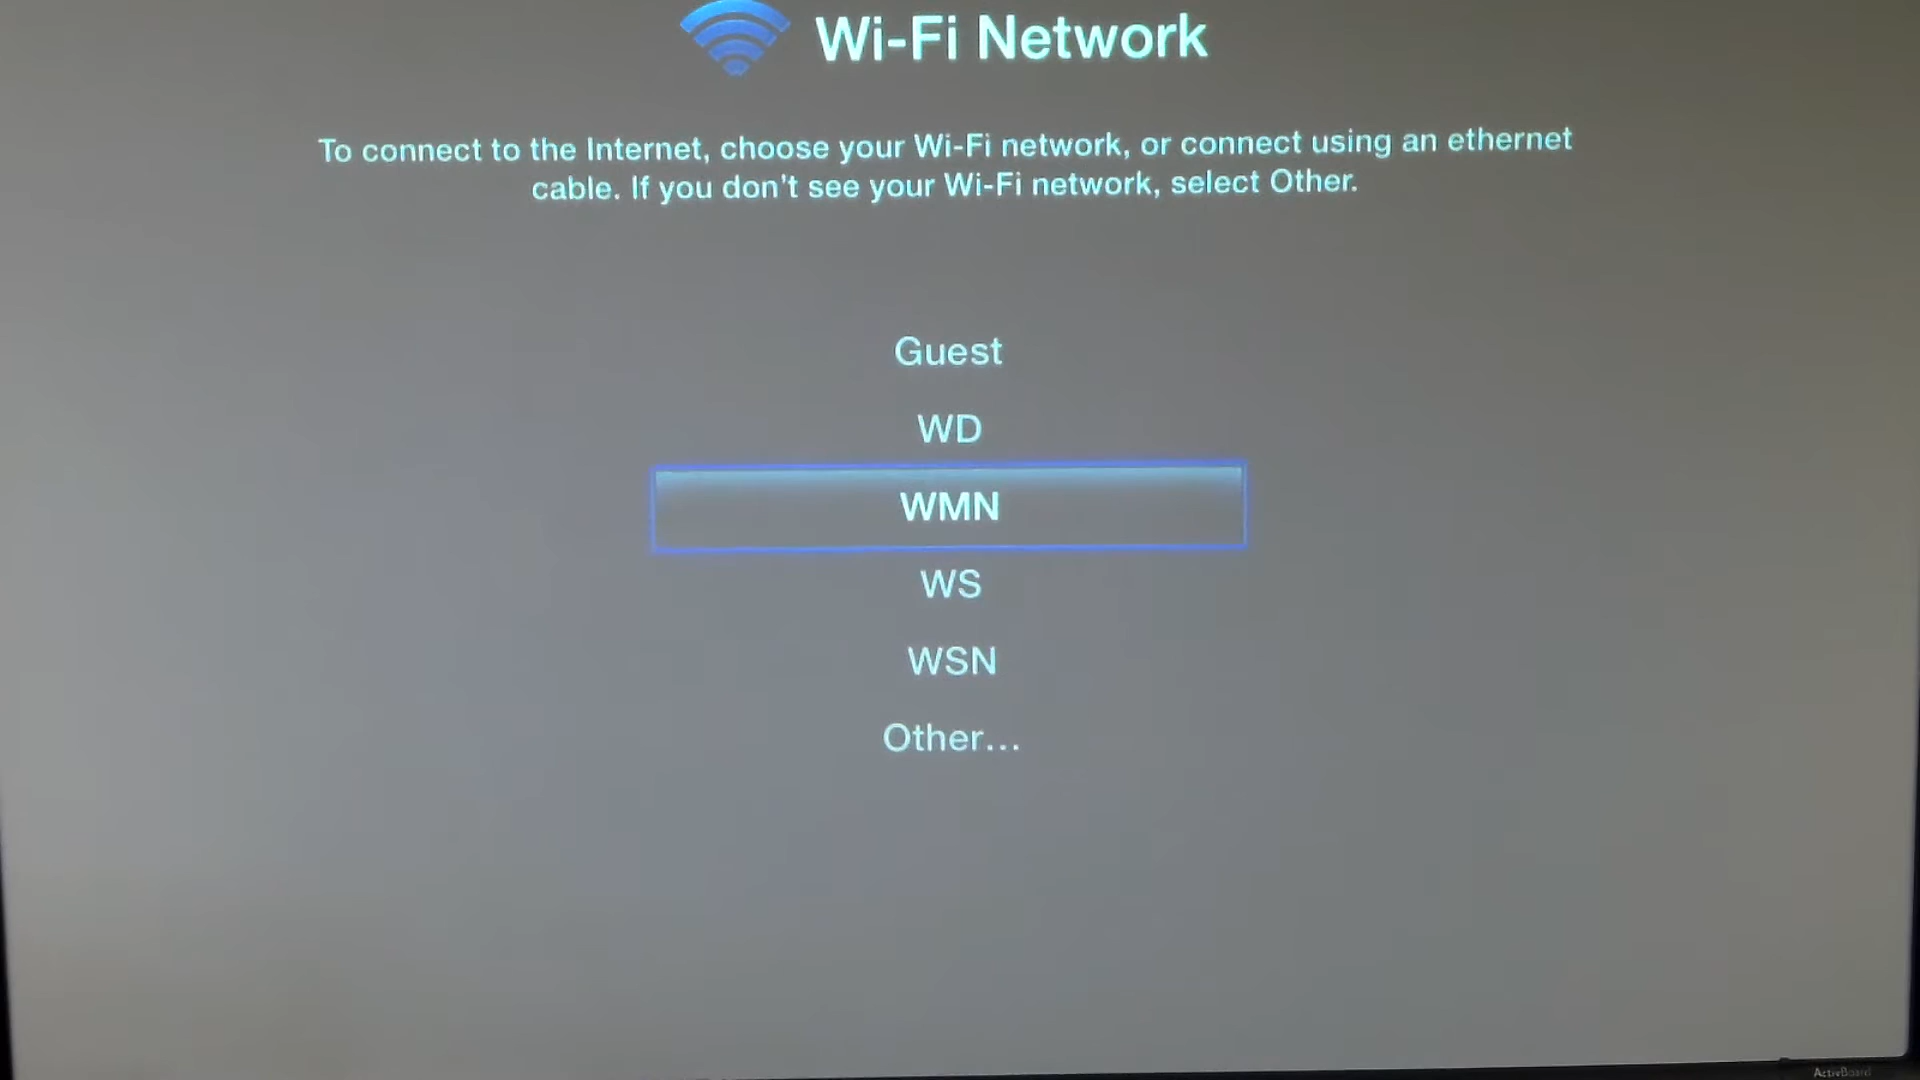 Wi-Fi Network
To connect to the Internet, choose your Wi-Fi network, or connect using an ethernet
cable. If you don't see your Wi-Fi network, select Other.
Guest
WD
WMN
WS
WSN
Other...
ActivBoard